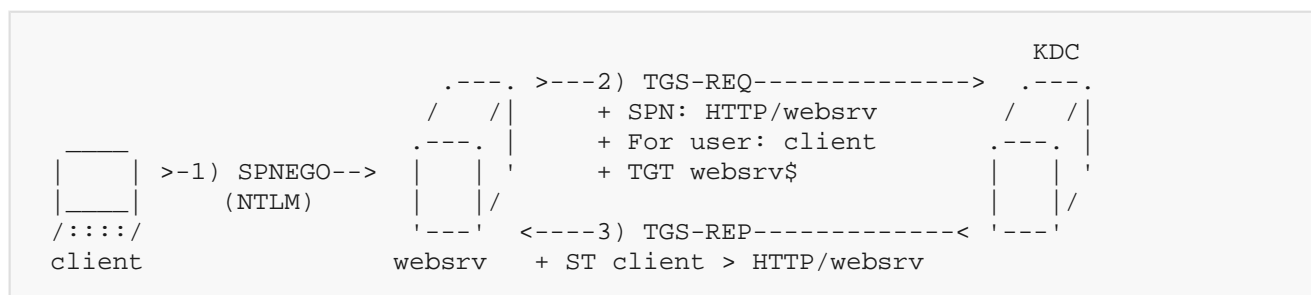 KDC
>---2) TGS-REQ-------------->
+ SPN: HTTP/websrv
+ For user: client
>-1) SPNEGO--> + TGT websrv$
(NTLM)
<----3) TGS-REP-------------<
client websrv + ST client > HTTP/websrv